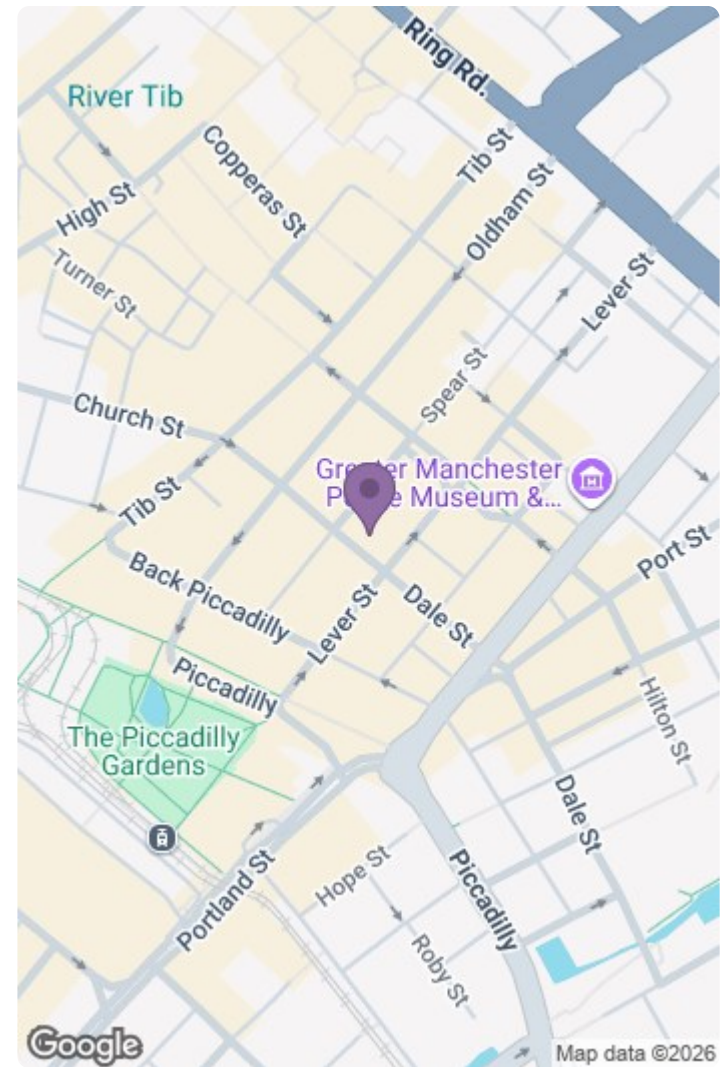 Ring Rd.
River Tib
Copperas St
Tib St
High St
Oldham St
Turner St
Lever St
Spear St
Church St
Greater Manchester
Museum &...
Tib St
Port St
Back Piccadilly
Lever St
Dale St
Piccadilly
Hilton St
The Piccadilly
Gardens
Dale St
Hope St
Piccadilly
Portland St
Roby St
Google
Map data ©2026